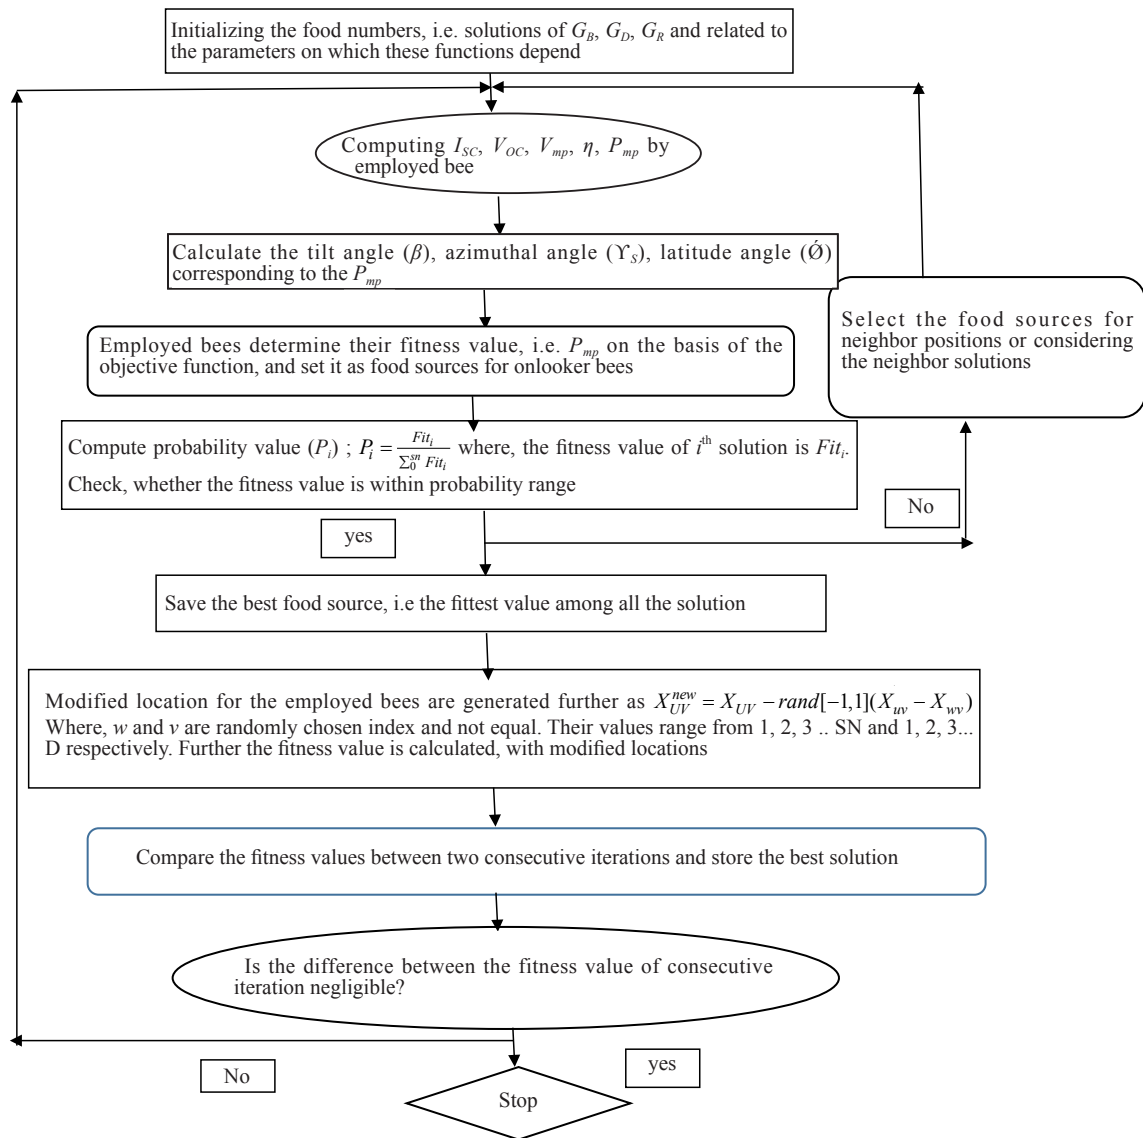 Initializing the food numbers, i.e. solutions of G_B, G_D, G_R and related to
the parameters on which these functions depend
Computing I_SC, V_OC, V_mp, η, P_mp by
employed bee
Calculate the tilt angle (β), azimuthal angle (ϒ_S), latitude angle (Ǿ)
corresponding to the P_mp
Select the food sources for
neighbor positions or considering
the neighbor solutions
Employed bees determine their fitness value, i.e. P_mp on the basis of the
objective function, and set it as food sources for onlooker bees
Compute probability value (P_i) ; P_i = Fit_i / Σ_0^sn Fit_i where, the fitness value of i^th solution is Fit_i.
Check, whether the fitness value is within probability range
No
yes
Save the best food source, i.e the fittest value among all the solution
Modified location for the employed bees are generated further as X_UV^new = X_UV − rand[−1,1](X_uv − X_wv)
Where, w and v are randomly chosen index and not equal. Their values range from 1, 2, 3 .. SN and 1, 2, 3...
D respectively. Further the fitness value is calculated, with modified locations
Compare the fitness values between two consecutive iterations and store the best solution
Is the difference between the fitness value of consecutive
iteration negligible?
No
yes
Stop